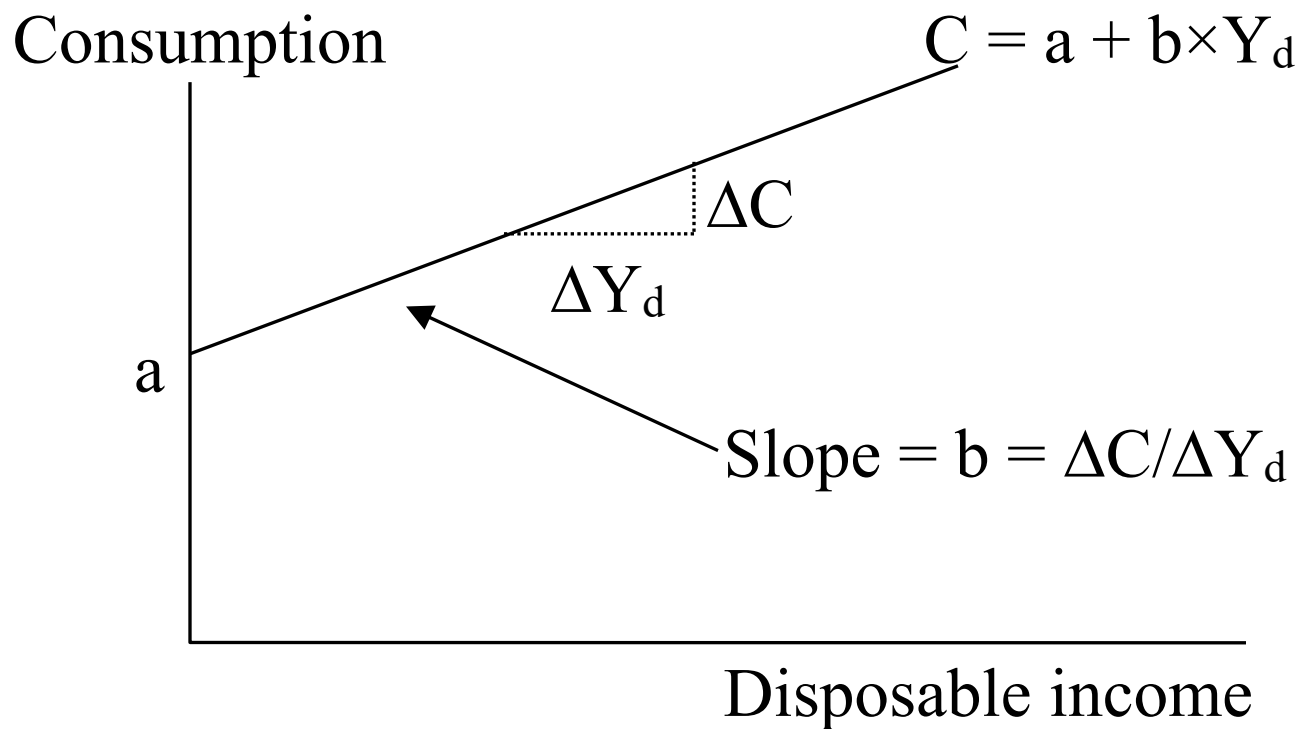 Consumption
C = a + b×Yd
ΔC
ΔYd
a
Slope = b = ΔC/ΔYd
Disposable income